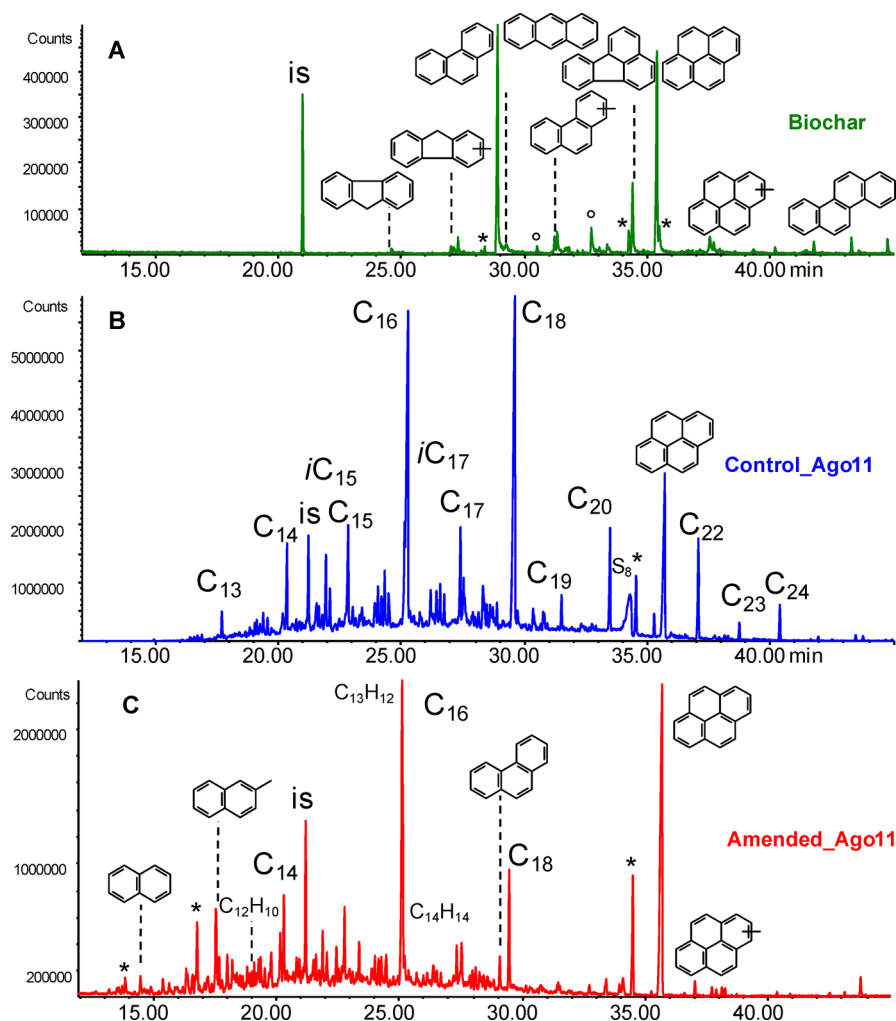 Counts
A
is
400000
300000
200000
100000
Biochar
*
°
°
*
*
15.00 20.00 25.00 30.00 35.00 40.00 min
Counts
B
C16
C18
5000000
4000000
3000000
2000000
1000000
iC15
iC17
Control_Ago11
C14
is
C15
C17
C20
C22
S8
*
C13
C19
C23
C24
15.00 20.00 25.00 30.00 35.00 40.00 min
Counts
C
C13H12
C16
2000000
is
Amended_Ago11
1000000
C14
C18
*
*
C12H10
C14H14
*
200000
15.00 20.00 25.00 30.00 35.00 40.00